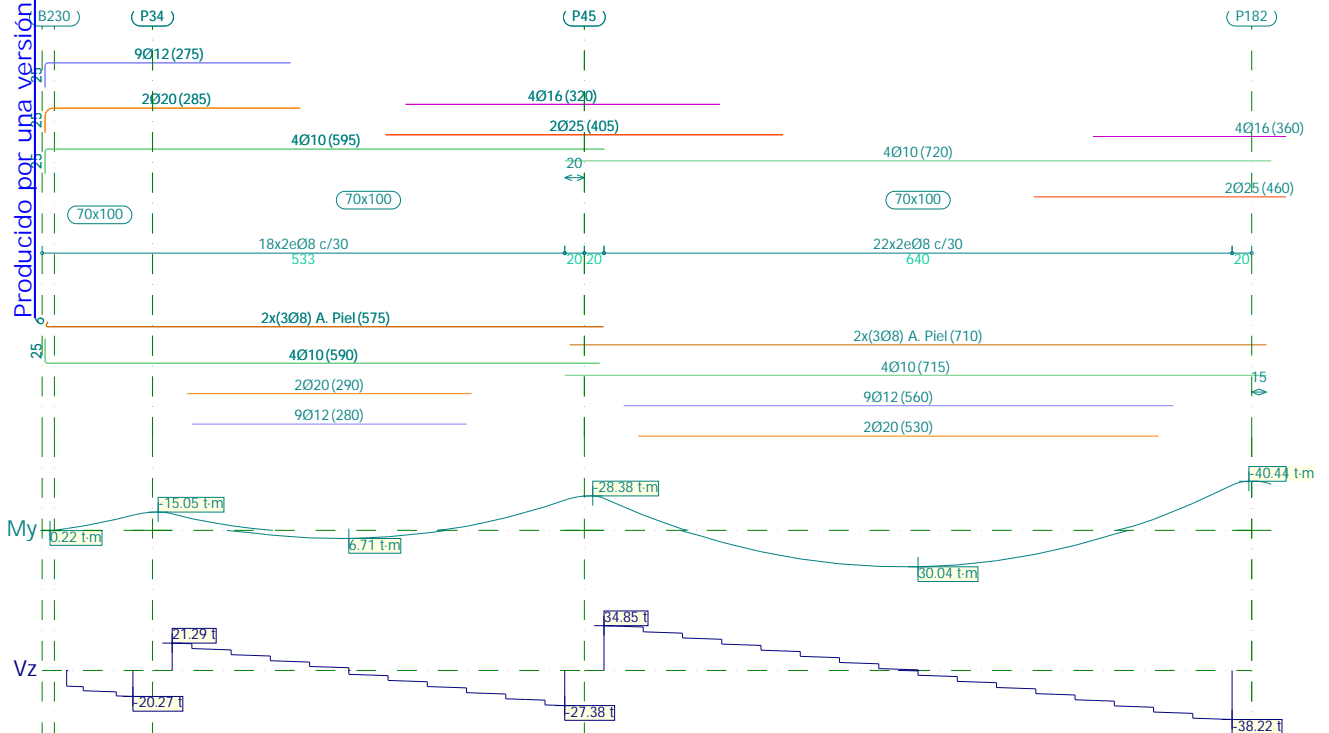 B230
P34
P45
P182
Producido por una versión
9Ø12 (275)
25
2Ø20 (285)
25
4Ø16 (320)
2Ø25 (405)
4Ø16 (360)
4Ø10 (595)
25
4Ø10 (720)
20
2Ø25 (460)
70x100
70x100
70x100
18x2eØ8 c/30
22x2eØ8 c/30
533
20
20
640
20
6
2x(3Ø8) A. Piel (575)
2x(3Ø8) A. Piel (710)
25
4Ø10 (590)
4Ø10 (715)
15
2Ø20 (290)
9Ø12 (560)
9Ø12 (280)
2Ø20 (530)
-40.44 t·m
-28.38 t·m
-15.05 t·m
My
0.22 t·m
6.71 t·m
30.04 t·m
34.85 t
21.29 t
Vz
-20.27 t
-27.38 t
-38.22 t